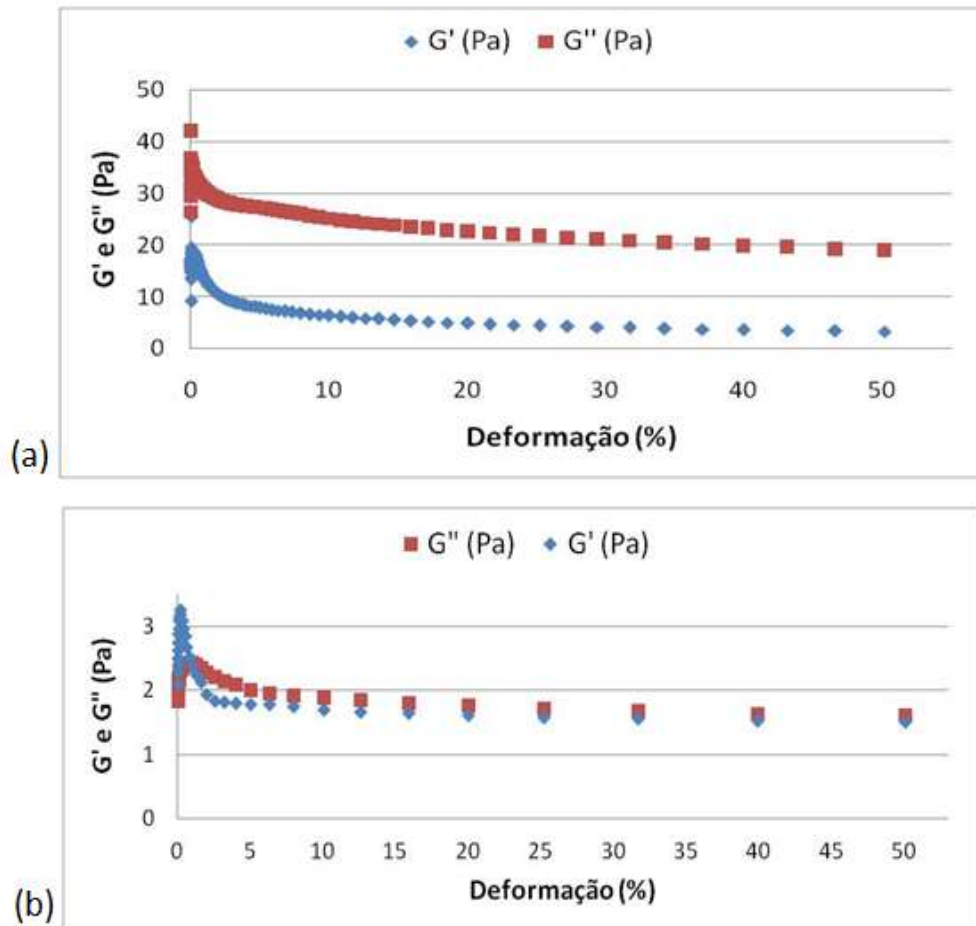 G' (Pa) G'' (Pa)
50
40
30
20
10
0
G' e G'' (Pa)
0 10 20 30 40 50
Deformação (%)
(a)
G'' (Pa) G' (Pa)
3
2
1
0
G' e G'' (Pa)
0 5 10 15 20 25 30 35 40 45 50
Deformação (%)
(b)